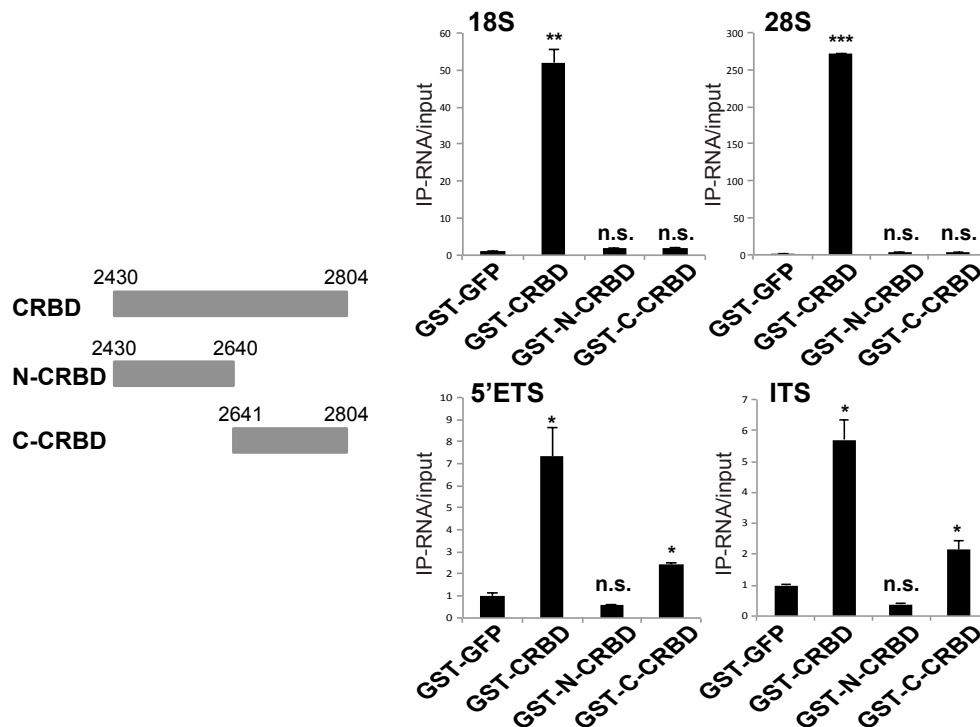 2430 2804
CRBD
2430 2640
N-CRBD
2641 2804
C-CRBD
18S
IP-RNA/input
60
50
40
30
20
10
0
**
n.s. n.s.
GST-GFP GST-CRBD GST-N-CRBD GST-C-CRBD
28S
IP-RNA/input
300
250
200
150
100
50
0
***
n.s. n.s.
GST-GFP GST-CRBD GST-N-CRBD GST-C-CRBD
5'ETS
IP-RNA/input
10
9
8
7
6
5
4
3
2
1
0
*
n.s.
*
GST-GFP GST-CRBD GST-N-CRBD GST-C-CRBD
ITS
IP-RNA/input
7
6
5
4
3
2
1
0
*
n.s.
*
GST-GFP GST-CRBD GST-N-CRBD GST-C-CRBD